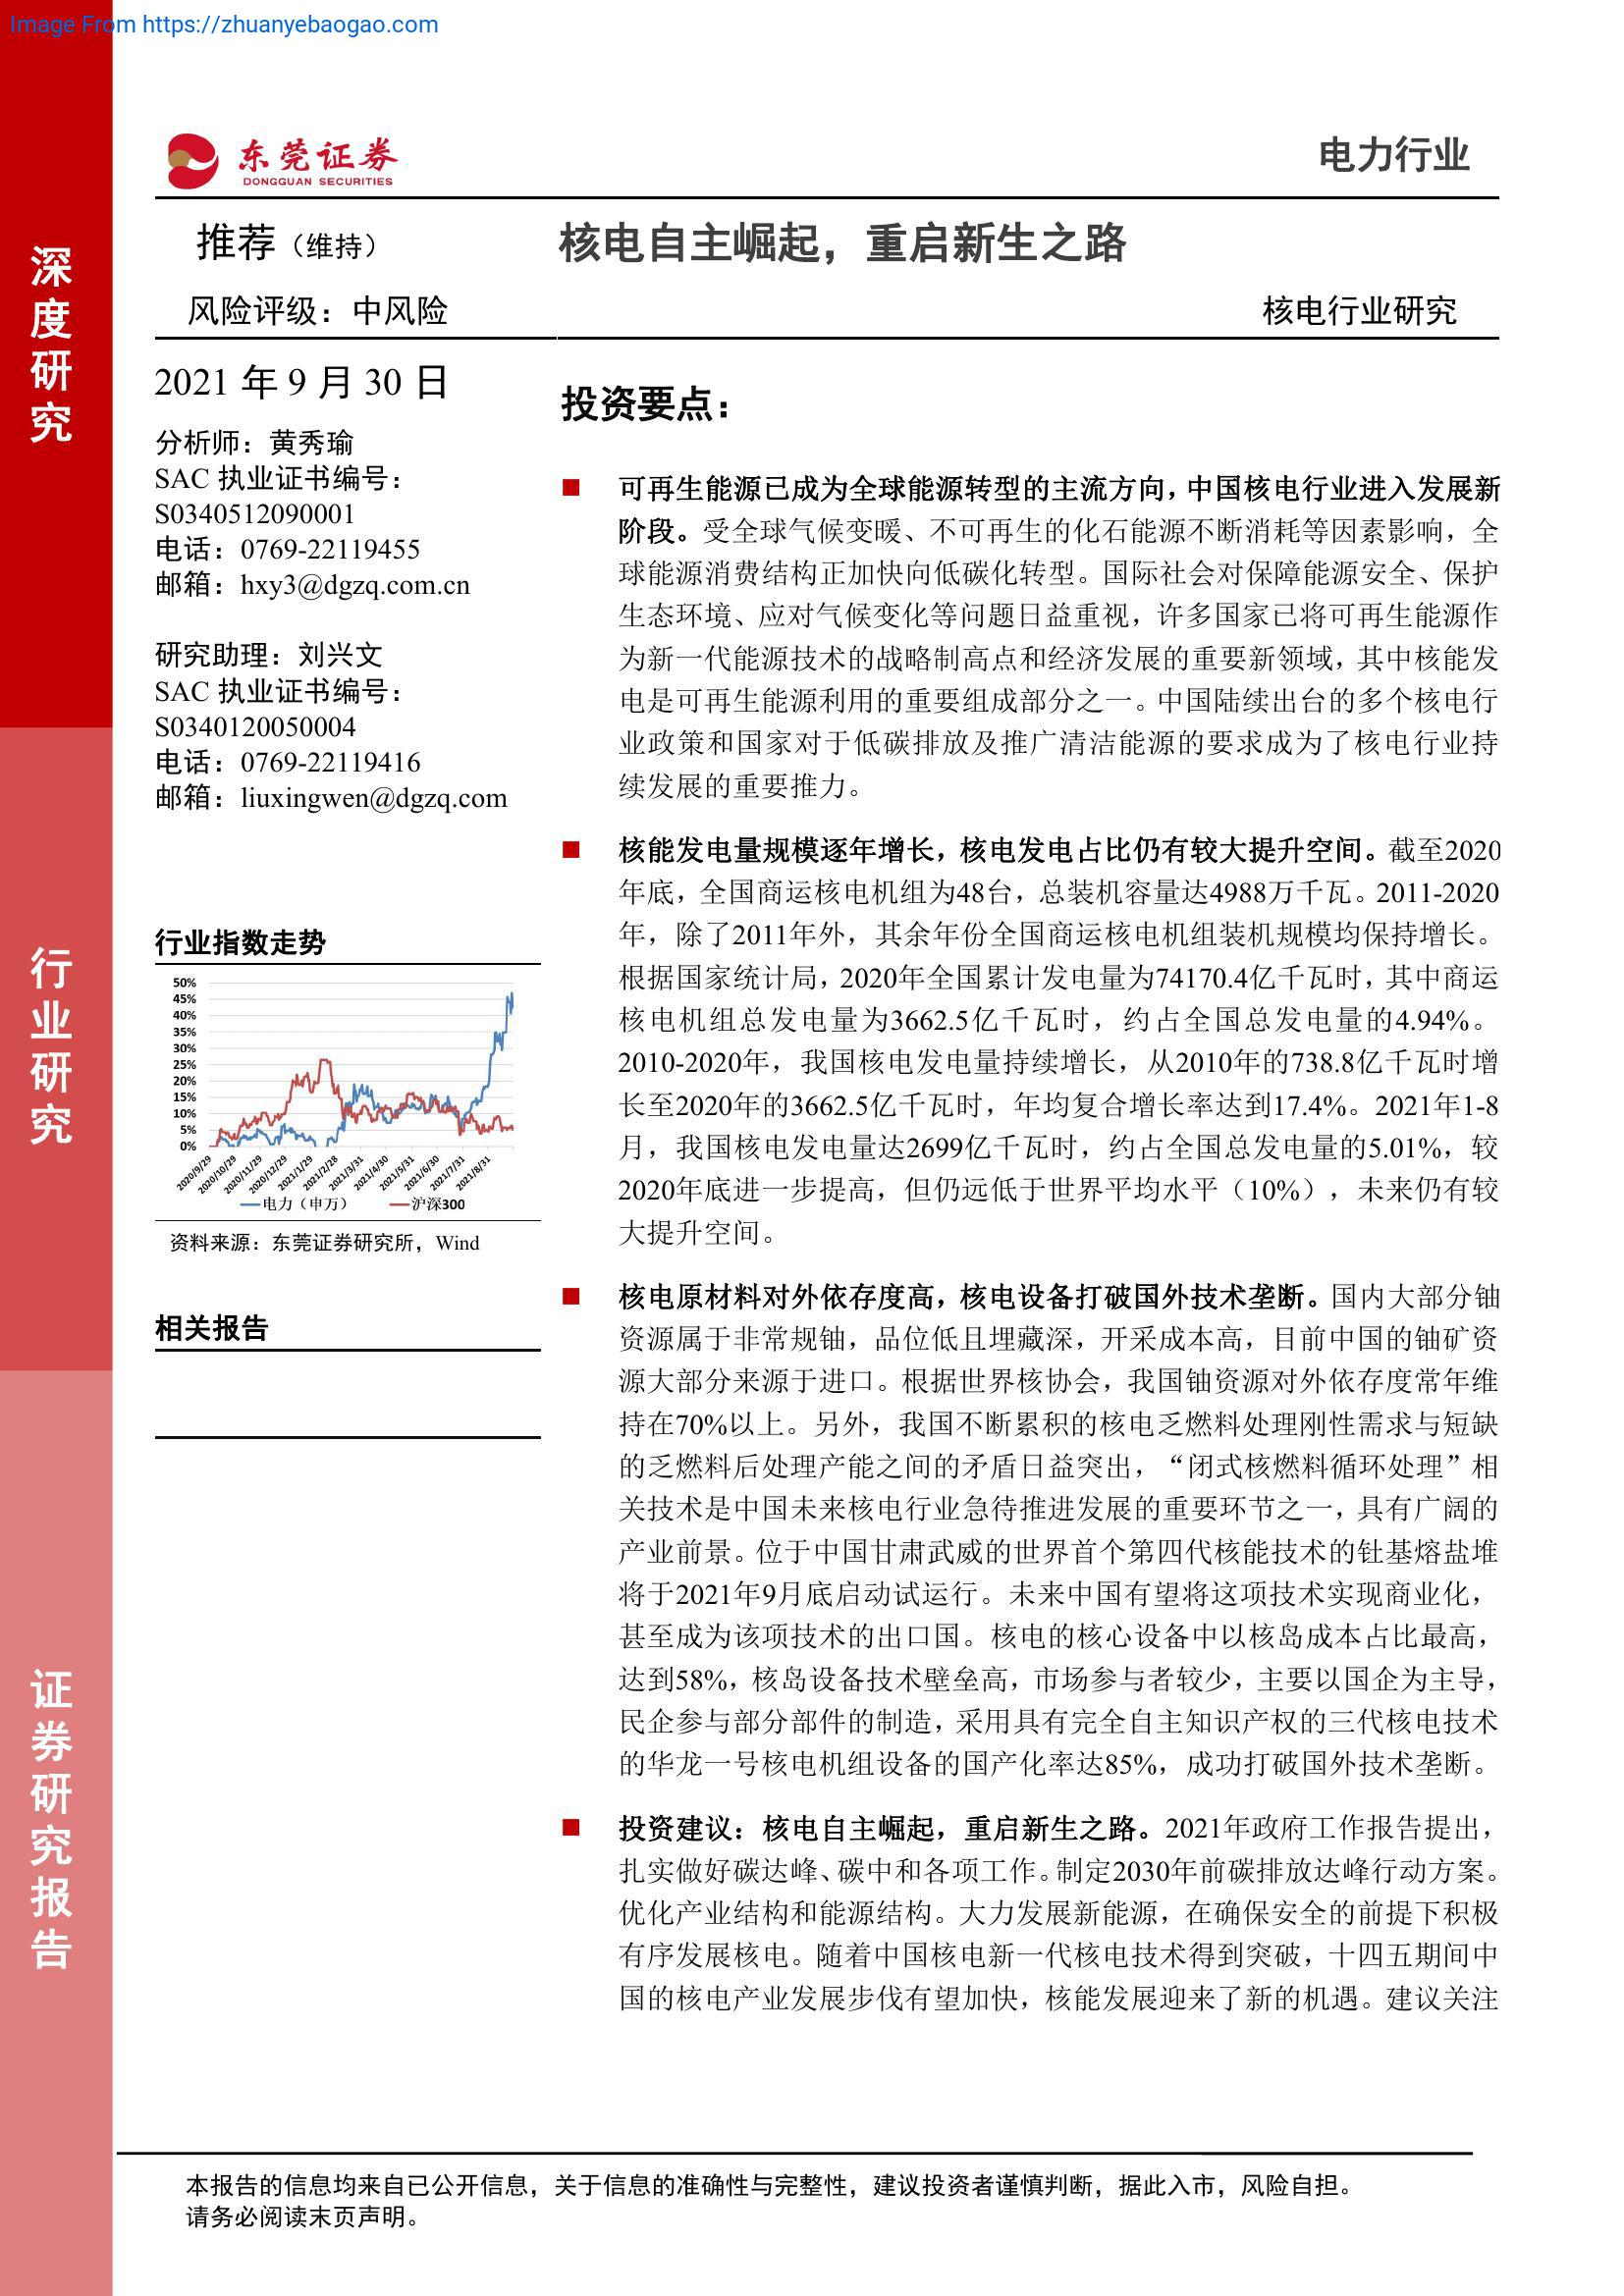 Image From https://zhuanyebaogao.com
深度研究
行业研究
证券研究报告
东莞证券
DONGGUAN SECURITIES
电力行业
推荐（维持）
核电自主崛起，重启新生之路
风险评级：中风险
核电行业研究
2021 年 9 月 30 日
分析师：黄秀瑜
SAC 执业证书编号：
S0340512090001
电话：0769-22119455
邮箱：hxy3@dgzq.com.cn
研究助理：刘兴文
SAC 执业证书编号：
S0340120050004
电话：0769-22119416
邮箱：liuxingwen@dgzq.com
行业指数走势
50%
45%
40%
35%
30%
25%
20%
15%
10%
5%
0%
2020/9/29
2020/10/29
2020/11/29
2020/12/29
2021/1/29
2021/2/28
2021/3/31
2021/4/30
2021/5/31
2021/6/30
2021/7/31
2021/8/31
电力（申万）
沪深300
资料来源：东莞证券研究所，Wind
相关报告
投资要点：
可再生能源已成为全球能源转型的主流方向，中国核电行业进入发展新
阶段。受全球气候变暖、不可再生的化石能源不断消耗等因素影响，全
球能源消费结构正加快向低碳化转型。国际社会对保障能源安全、保护
生态环境、应对气候变化等问题日益重视，许多国家已将可再生能源作
为新一代能源技术的战略制高点和经济发展的重要新领域，其中核能发
电是可再生能源利用的重要组成部分之一。中国陆续出台的多个核电行
业政策和国家对于低碳排放及推广清洁能源的要求成为了核电行业持
续发展的重要推力。
核能发电量规模逐年增长，核电发电占比仍有较大提升空间。截至2020
年底，全国商运核电机组为48台，总装机容量达4988万千瓦。2011-2020
年，除了2011年外，其余年份全国商运核电机组装机规模均保持增长。
根据国家统计局，2020年全国累计发电量为74170.4亿千瓦时，其中商运
核电机组总发电量为3662.5亿千瓦时，约占全国总发电量的4.94%。
2010-2020年，我国核电发电量持续增长，从2010年的738.8亿千瓦时增
长至2020年的3662.5亿千瓦时，年均复合增长率达到17.4%。2021年1-8
月，我国核电发电量达2699亿千瓦时，约占全国总发电量的5.01%，较
2020年底进一步提高，但仍远低于世界平均水平（10%），未来仍有较
大提升空间。
核电原材料对外依存度高，核电设备打破国外技术垄断。国内大部分铀
资源属于非常规铀，品位低且埋藏深，开采成本高，目前中国的铀矿资
源大部分来源于进口。根据世界核协会，我国铀资源对外依存度常年维
持在70%以上。另外，我国不断累积的核电乏燃料处理刚性需求与短缺
的乏燃料后处理产能之间的矛盾日益突出，“闭式核燃料循环处理”相
关技术是中国未来核电行业急待推进发展的重要环节之一，具有广阔的
产业前景。位于中国甘肃武威的世界首个第四代核能技术的钍基熔盐堆
将于2021年9月底启动试运行。未来中国有望将这项技术实现商业化，
甚至成为该项技术的出口国。核电的核心设备中以核岛成本占比最高，
达到58%，核岛设备技术壁垒高，市场参与者较少，主要以国企为主导，
民企参与部分部件的制造，采用具有完全自主知识产权的三代核电技术
的华龙一号核电机组设备的国产化率达85%，成功打破国外技术垄断。
投资建议：核电自主崛起，重启新生之路。2021年政府工作报告提出，
扎实做好碳达峰、碳中和各项工作。制定2030年前碳排放达峰行动方案。
优化产业结构和能源结构。大力发展新能源，在确保安全的前提下积极
有序发展核电。随着中国核电新一代核电技术得到突破，十四五期间中
国的核电产业发展步伐有望加快，核能发展迎来了新的机遇。建议关注
本报告的信息均来自已公开信息，关于信息的准确性与完整性，建议投资者谨慎判断，据此入市，风险自担。
请务必阅读末页声明。